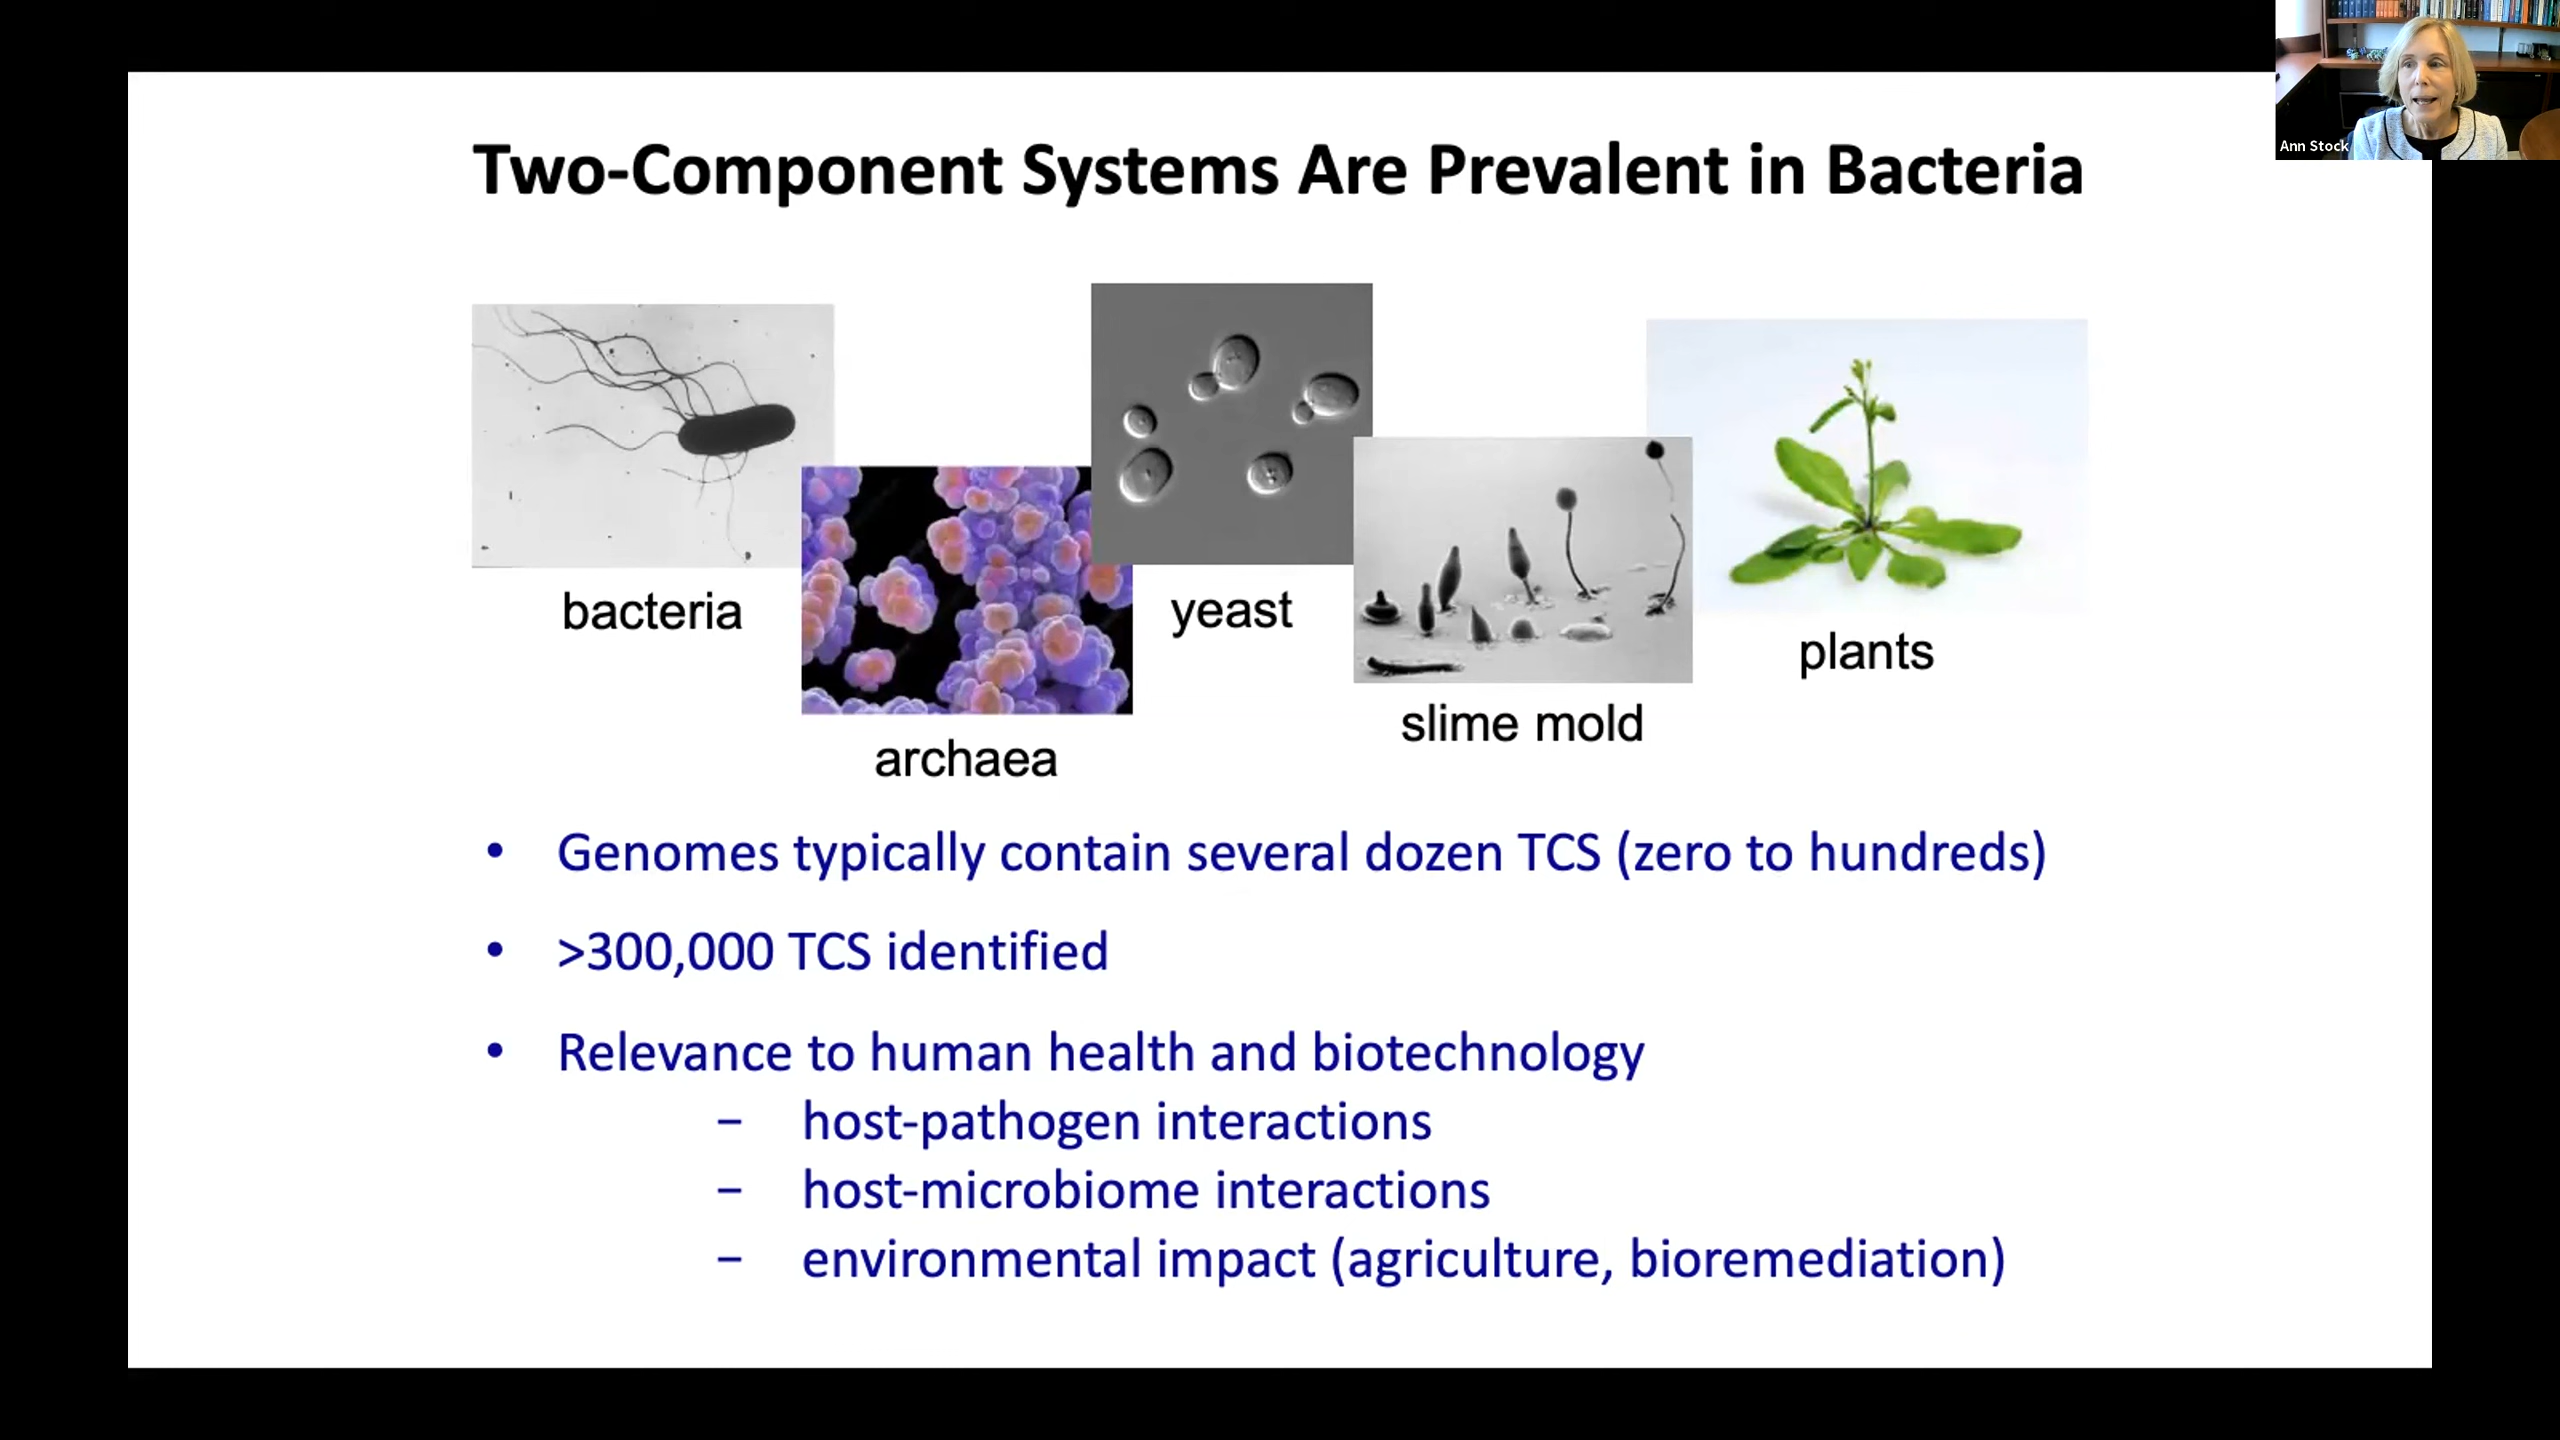 Ann Stock
Two-Component Systems Are Prevalent in Bacteria
bacteria
archaea
yeast
slime mold
plants
• Genomes typically contain several dozen TCS (zero to hundreds)
• >300,000 TCS identified
• Relevance to human health and biotechnology
– host-pathogen interactions
– host-microbiome interactions
– environmental impact (agriculture, bioremediation)